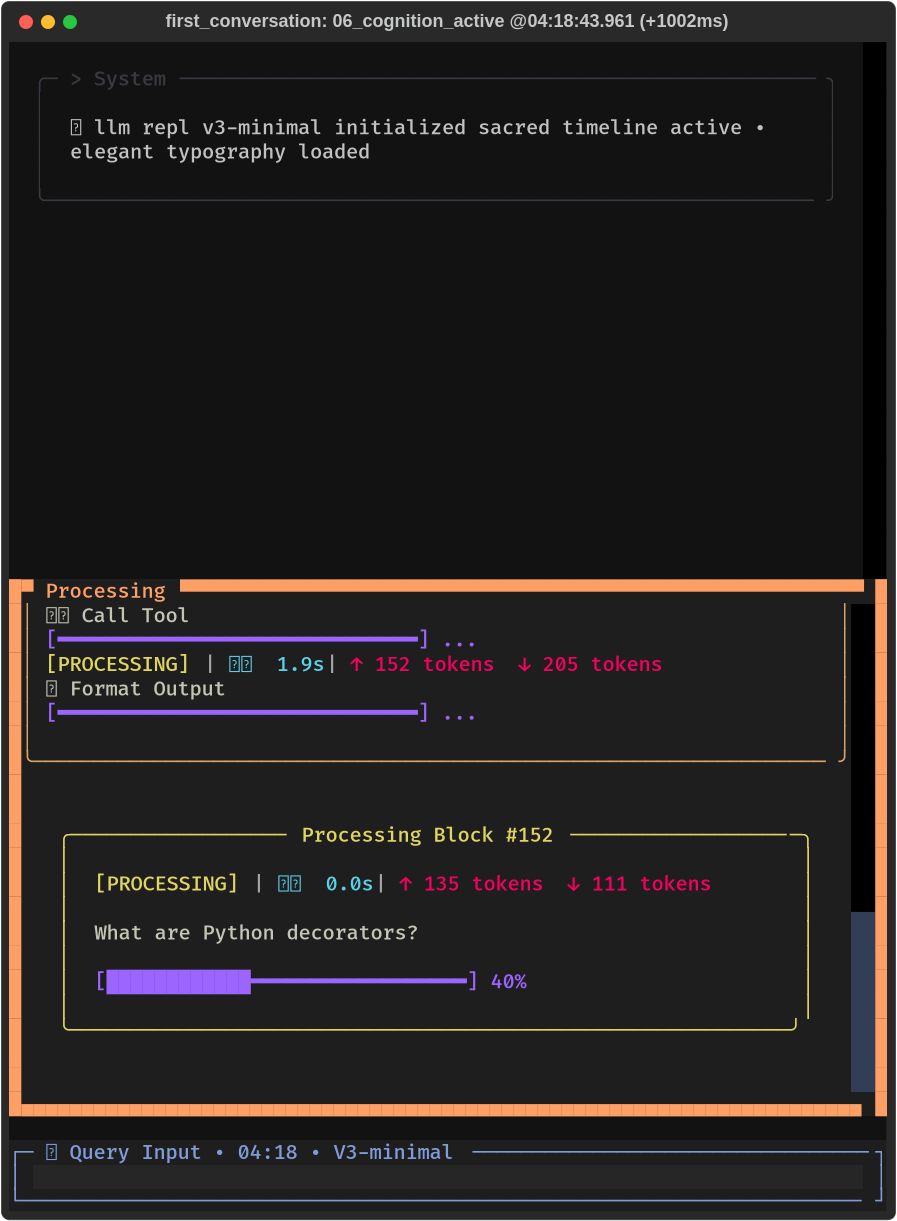 first_conversation: 06_cognition_active @04:18:43.961 (+1002ms)
> System
llm repl v3-minimal initialized sacred timeline active •
elegant typography loaded
Processing
Call Tool
[━━━━━━━━━━━━━━━━━━━━━━━━━━━━━━] ...
[PROCESSING] | 1.9s| ↑ 152 tokens ↓ 205 tokens
Format Output
[━━━━━━━━━━━━━━━━━━━━━━━━━━━━━━] ...
Processing Block #152
[PROCESSING] | 0.0s| ↑ 135 tokens ↓ 111 tokens
What are Python decorators?
[████████████━━━━━━━━━━━━━━━━━━] 40%
Query Input • 04:18 • V3-minimal